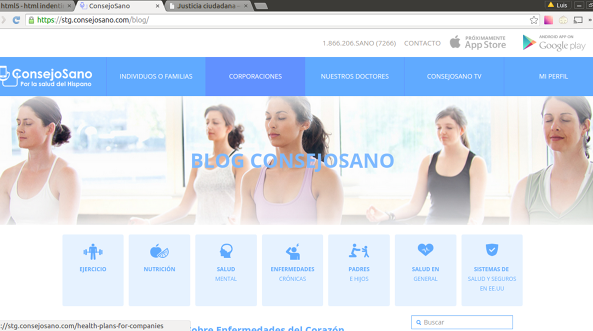 html5 - html indenti
ConsejoSano
Justicia ciudadana -
Luis
https://stg.consejosano.com/blog/
1.866.206.SANO (7266)
CONTACTO
PRÓXIMAMENTE
App Store
ANDROID APP ON
Google play
ConsejoSano
Por la salud del Hispano
INDIVIDUOS O FAMILIAS
CORPORACIONES
NUESTROS DOCTORES
CONSEJOSANO TV
MI PERFIL
BLOG CONSEJOSANO
EJERCICIO
NUTRICIÓN
SALUD
MENTAL
ENFERMEDADES
CRÓNICAS
PADRES
E HIJOS
SALUD EN
GENERAL
SISTEMAS DE
SALUD Y SEGUROS
EN EE.UU
://stg.consejosano.com/health-plans-for-companies
obre Enfermedades del Corazón
Buscar